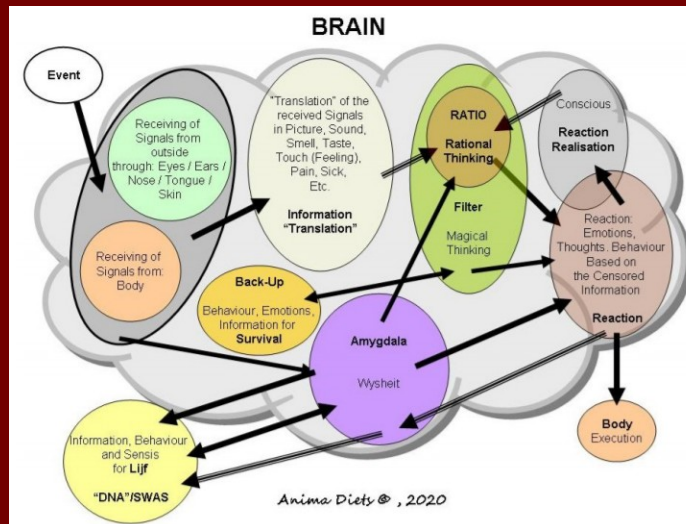 BRAIN
Event
Receiving of
Signals from
outside
through: Eyes / Ears /
Nose / Tongue /
Skin
Receiving of
Signals from:
Body
"Translation" of the
received Signals
in Picture, Sound,
Smell, Taste,
Touch (Feeling),
Pain, Sick,
Etc.
Information
"Translation"
RATIO
Rational
Thinking
Filter
Magical
Thinking
Conscious
Reaction
Realisation
Reaction:
Emotions,
Thoughts. Behaviour
Based on
the Censored
Information
Reaction
Back-Up
Behaviour, Emotions,
Information for
Survival
Amygdala
Wysheit
Body
Execution
Information, Behaviour
and Sensis
for Lijf
"DNA"/SWAS
Anima Diets @ , 2020